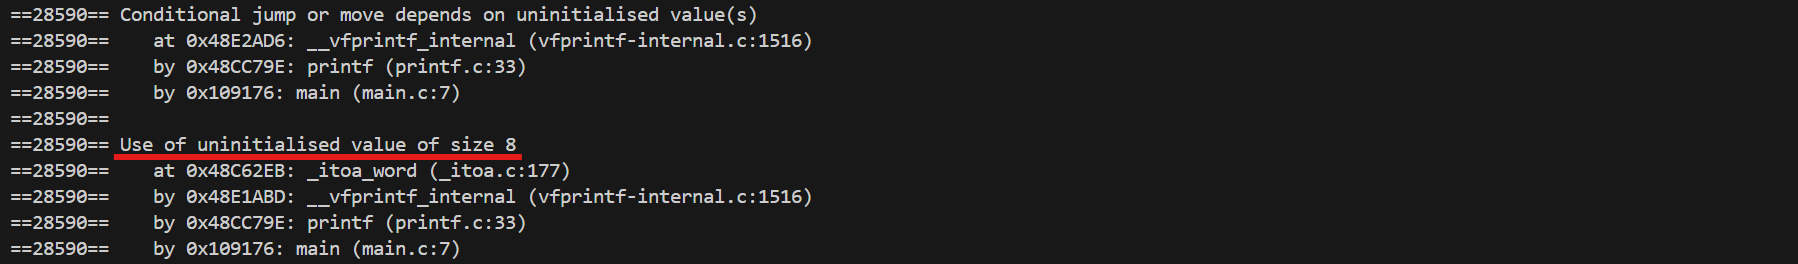 ==28590== Conditional jump or move depends on uninitialised value(s)
==28590==    at 0x48E2AD6: __vfprintf_internal (vfprintf-internal.c:1516)
==28590==    by 0x48CC79E: printf (printf.c:33)
==28590==    by 0x109176: main (main.c:7)
==28590==
==28590== Use of uninitialised value of size 8
==28590==    at 0x48C62EB: _itoa_word (_itoa.c:177)
==28590==    by 0x48E1ABD: __vfprintf_internal (vfprintf-internal.c:1516)
==28590==    by 0x48CC79E: printf (printf.c:33)
==28590==    by 0x109176: main (main.c:7)